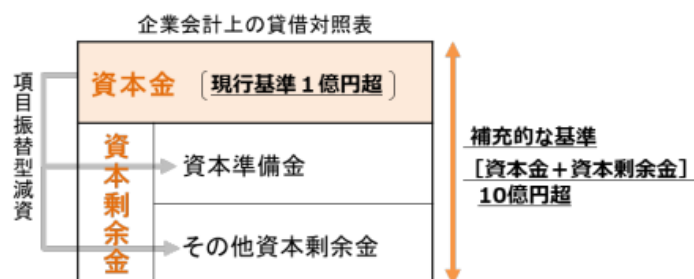 企業会計上の貸借対照表
項目振替型減資
資本金〔現行基準１億円超〕
資本剰余金
資本準備金
その他資本剰余金
補充的な基準
［資本金＋資本剰余金］
10億円超